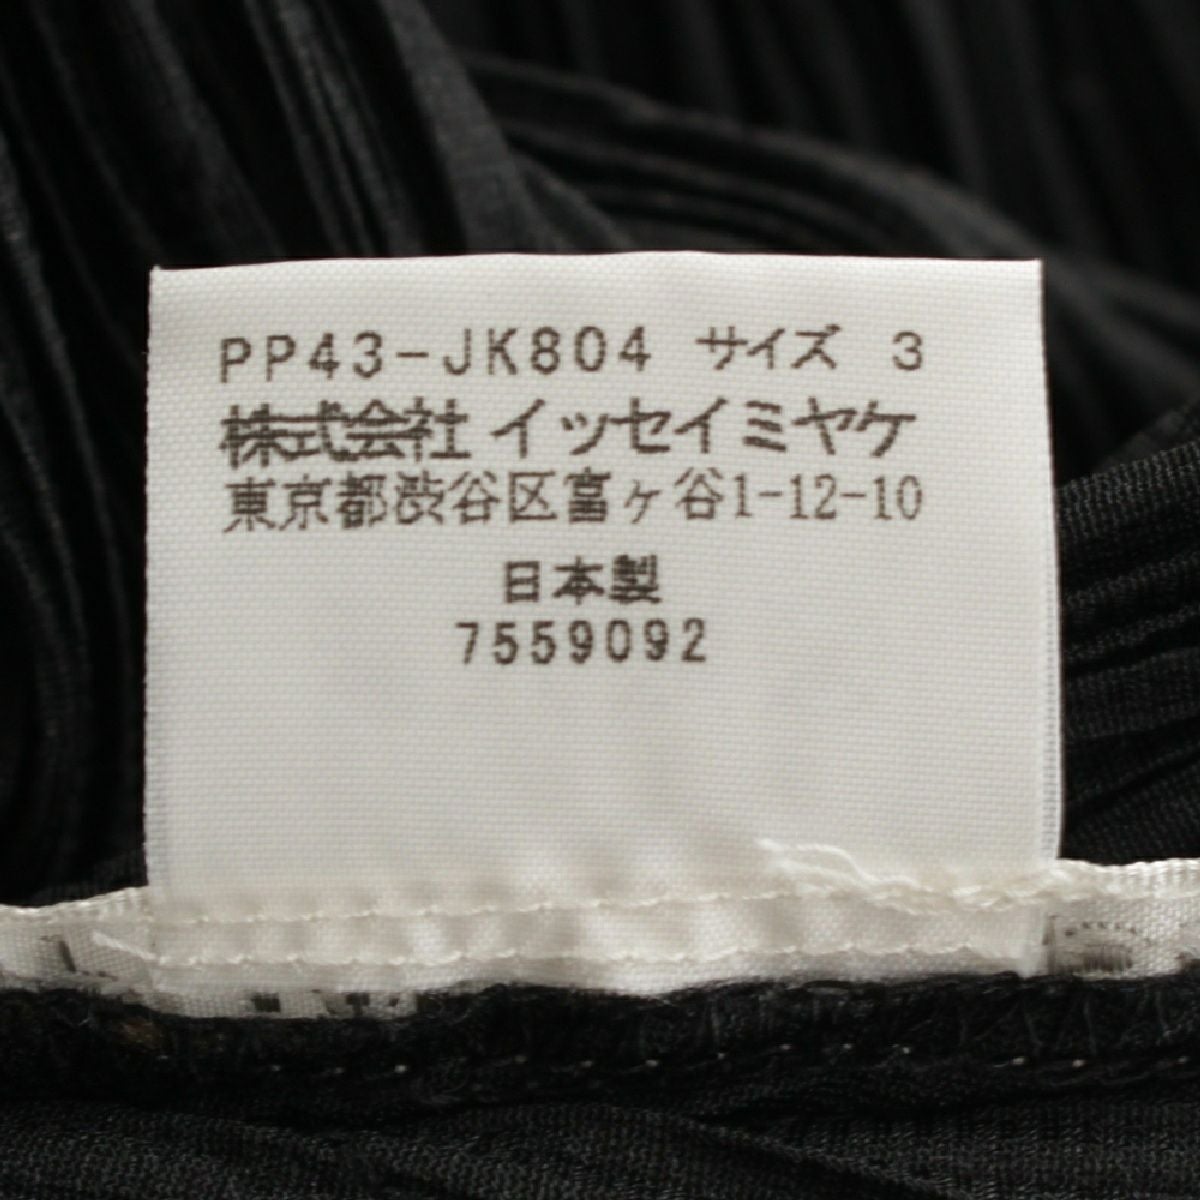 PP43-JK804 サイズ 3
株式会社 イッセイミヤケ
東京都渋谷区富ヶ谷1-12-10
日本製
7559092